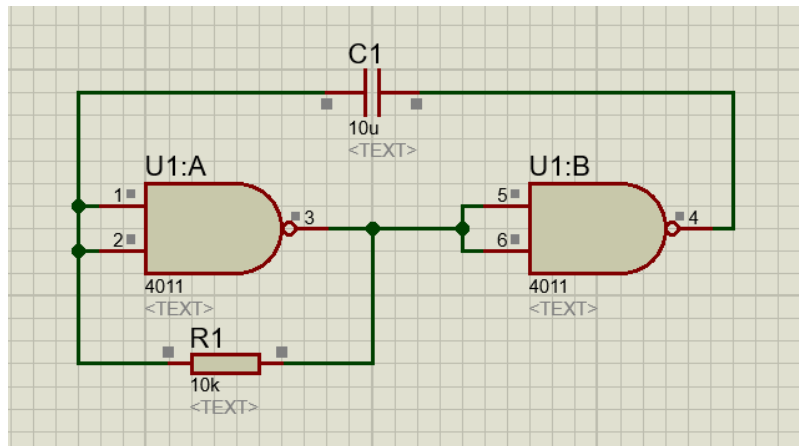 C1
10u
<TEXT>
U1:A
1
2
3
4011
<TEXT>
U1:B
5
6
4
4011
<TEXT>
R1
10k
<TEXT>